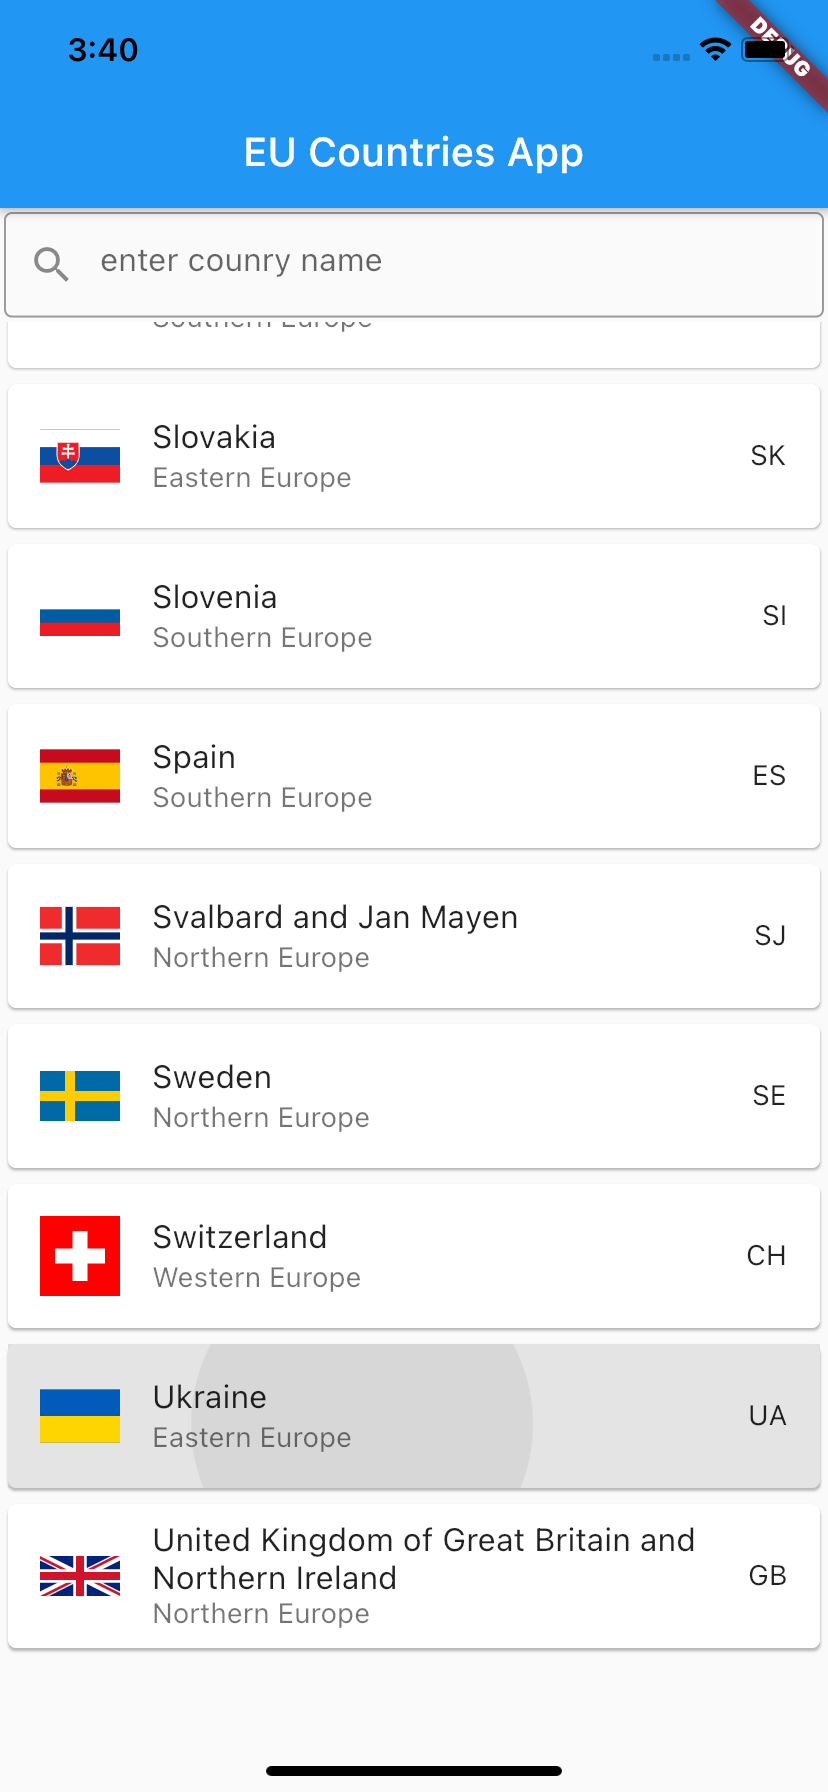 3:40
DEBUG
EU Countries App
enter counry name
Southern Europe
Slovakia
Eastern Europe
SK
Slovenia
Southern Europe
SI
Spain
Southern Europe
ES
Svalbard and Jan Mayen
Northern Europe
SJ
Sweden
Northern Europe
SE
Switzerland
Western Europe
CH
Ukraine
Eastern Europe
UA
United Kingdom of Great Britain and
Northern Ireland
Northern Europe
GB